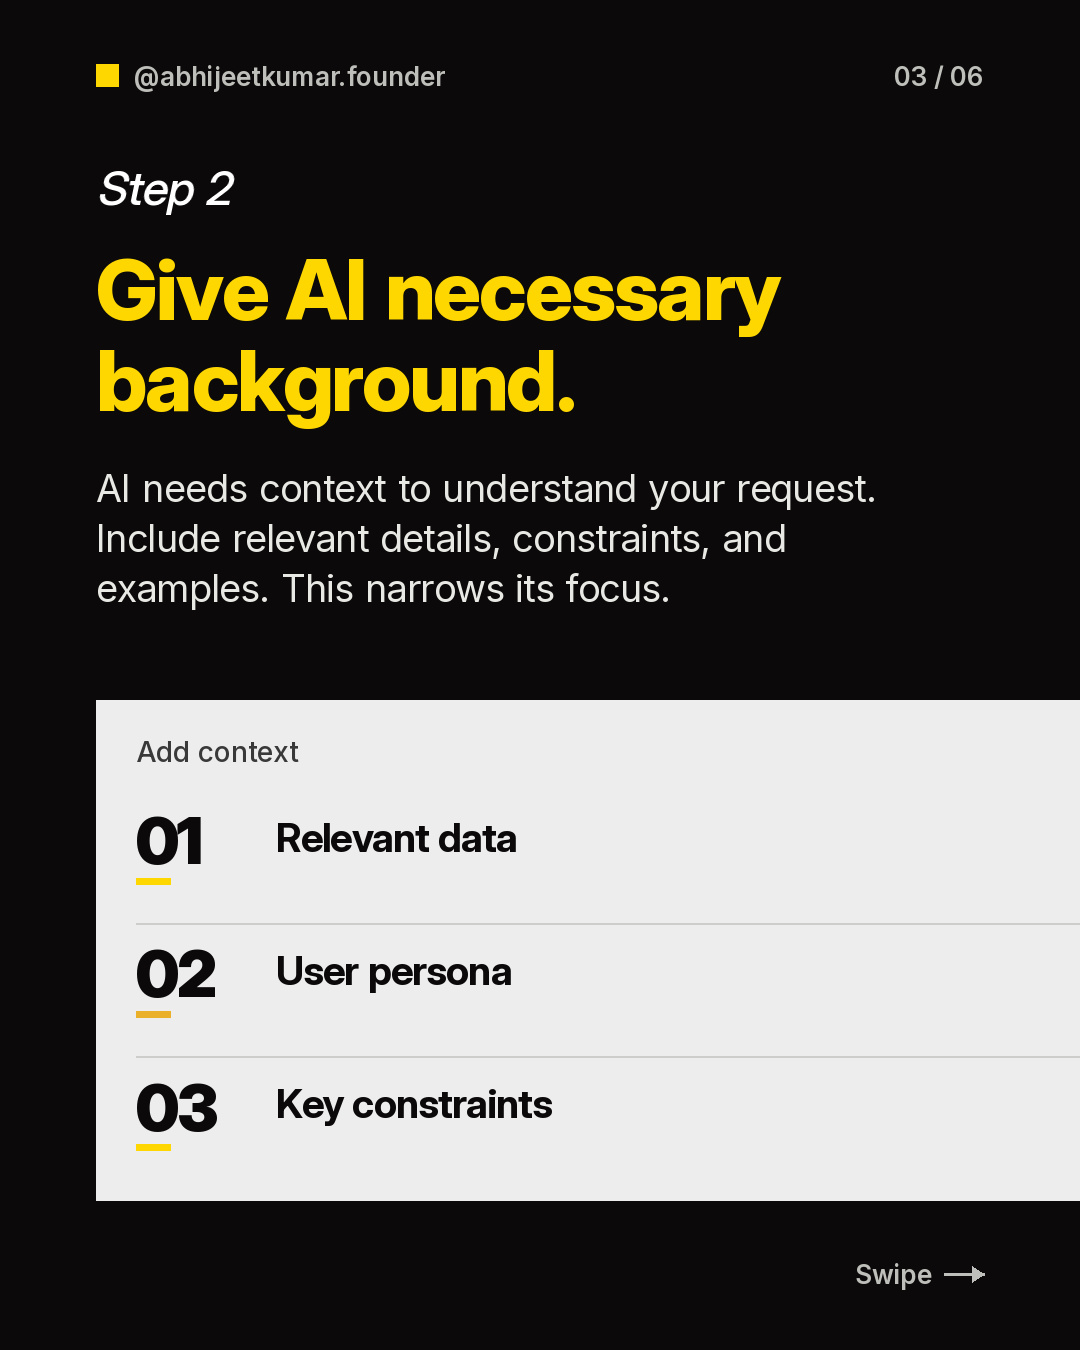 @abhijeetkumar.founder
03 / 06
Step 2
Give AI necessary
background.
AI needs context to understand your request.
Include relevant details, constraints, and
examples. This narrows its focus.
Add context
01 Relevant data
02 User persona
03 Key constraints
Swipe